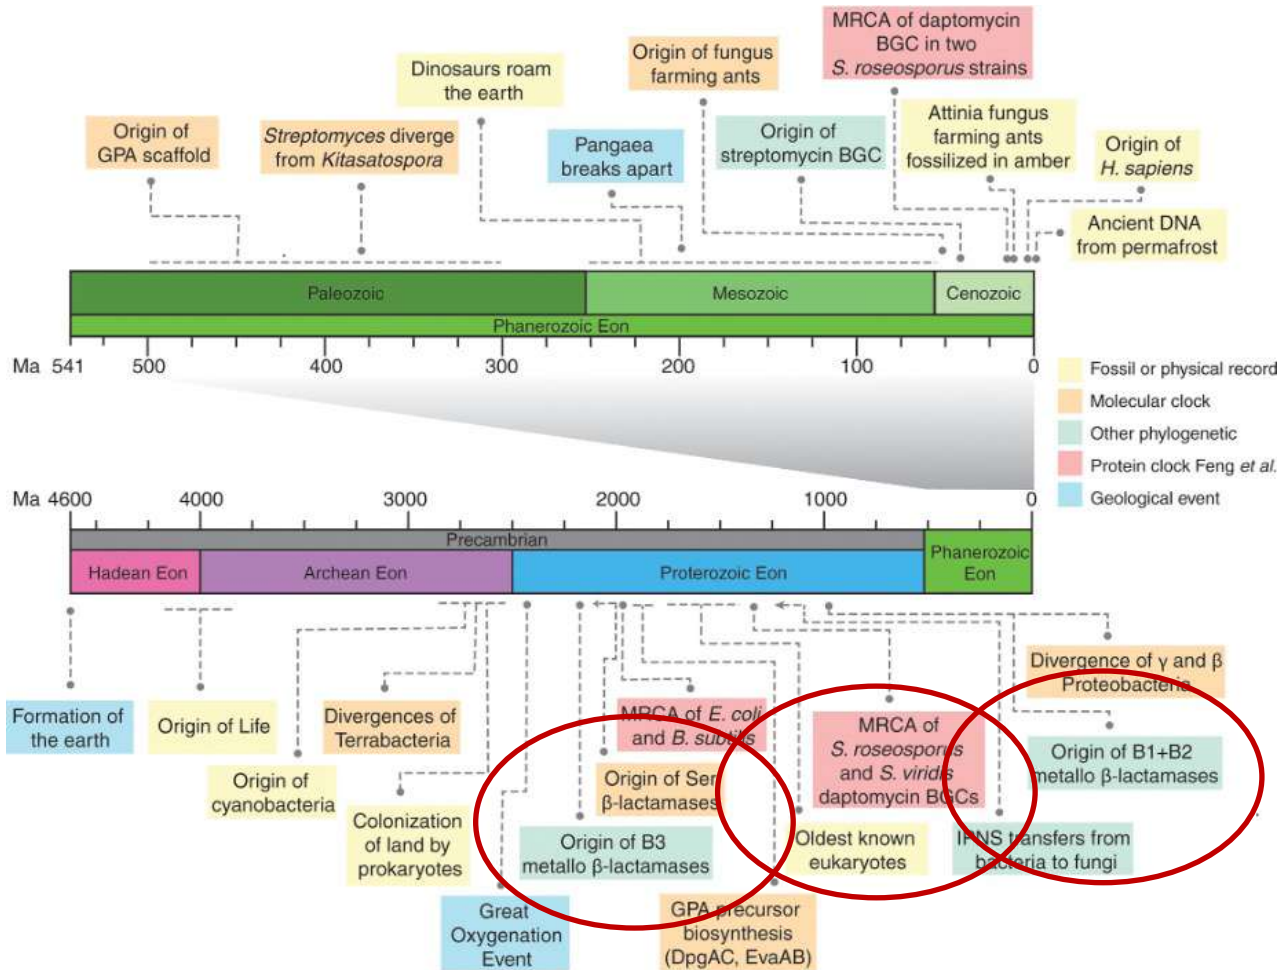 MRCA of daptomycin
BGC in two
S. roseosporus strains
Origin of fungus
farming ants
Dinosaurs roam
the earth
Attinia fungus
farming ants
fossilized in amber
Origin of
GPA scaffold
Streptomyces diverge
from Kitasatospora
Pangaea
breaks apart
Origin of
streptomycin BGC
Origin of
H. sapiens
Ancient DNA
from permafrost
Paleozoic
Mesozoic
Cenozoic
Phanerozoic Eon
Ma 541 500 400 300 200 100 0
Fossil or physical record
Molecular clock
Other phylogenetic
Protein clock Feng et al.
Geological event
Ma 4600 4000 3000 2000 1000 0
Precambrian
Hadean Eon
Archean Eon
Proterozoic Eon
Phanerozoic
Eon
Formation of
the earth
Origin of Life
Origin of
cyanobacteria
Divergences of
Terrabacteria
Colonization
of land by
prokaryotes
Great
Oxygenation
Event
Origin of B3
metallo β-lactamases
Origin of Ser
β-lactamases
MRCA of E. coli
and B. subtilis
GPA precursor
biosynthesis
(DpgAC, EvaAB)
Oldest known
eukaryotes
MRCA of
S. roseosporus
and S. viridis
daptomycin BGCs
IPNS transfers from
bacteria to fungi
Origin of B1+B2
metallo β-lactamases
Divergence of γ and β
Proteobacteria